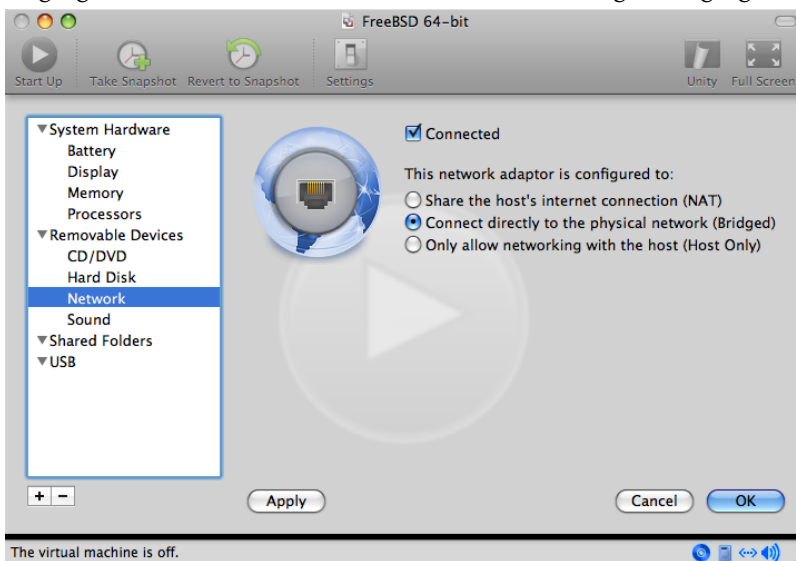 FreeBSD 64-bit
Start Up
Take Snapshot
Revert to Snapshot
Settings
Unity
Full Screen
System Hardware
Battery
Display
Memory
Processors
Removable Devices
CD/DVD
Hard Disk
Network
Sound
Shared Folders
USB
Connected
This network adaptor is configured to:
Share the host's internet connection (NAT)
Connect directly to the physical network (Bridged)
Only allow networking with the host (Host Only)
+ −
Apply
Cancel
OK
The virtual machine is off.